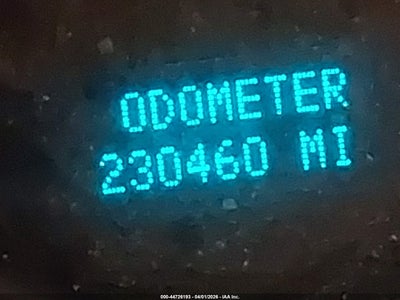 ODOMETER
230460 MI
000-44726193 - 04/01/2026 - IAA Inc.